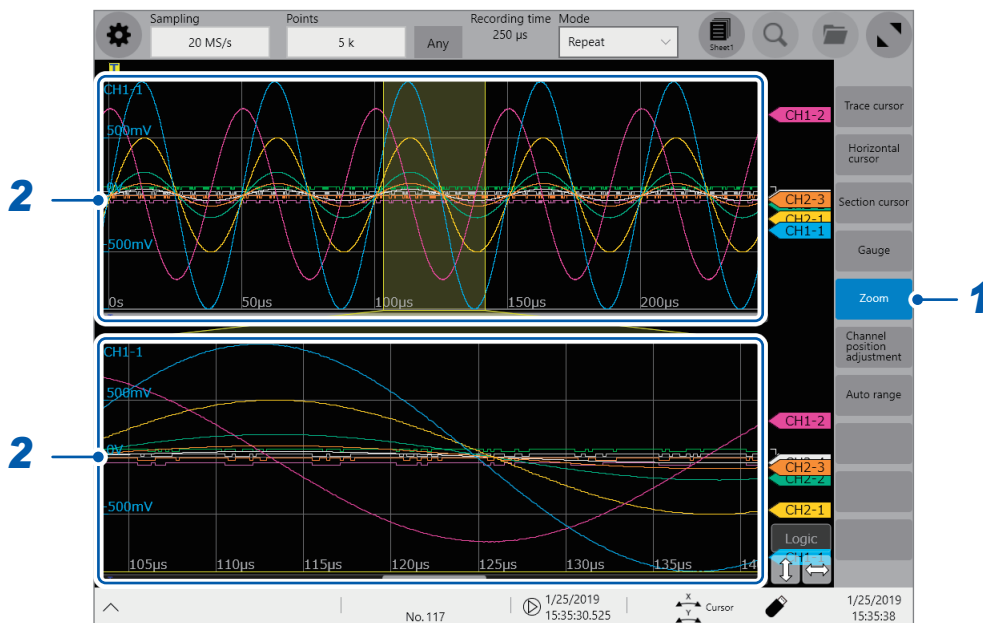 Sampling
Points
Recording time
Mode
20 MS/s
5 k
Any
250 µs
Repeat
Sheet1
T
CH1-1
500mV
0V
-500mV
0s
50µs
100µs
150µs
200µs
CH1-2
CH2-3
CH2-1
CH1-1
2
Trace cursor
Horizontal
cursor
Section cursor
Gauge
Zoom
1
Channel
position
adjustment
Auto range
CH1-1
500mV
0V
-500mV
105µs
110µs
115µs
120µs
125µs
130µs
135µs
14
CH1-2
CH2-3
CH2-2
CH2-1
Logic
CH1-1
2
No. 117
1/25/2019
15:35:30.525
X
Y
Cursor
1/25/2019
15:35:38